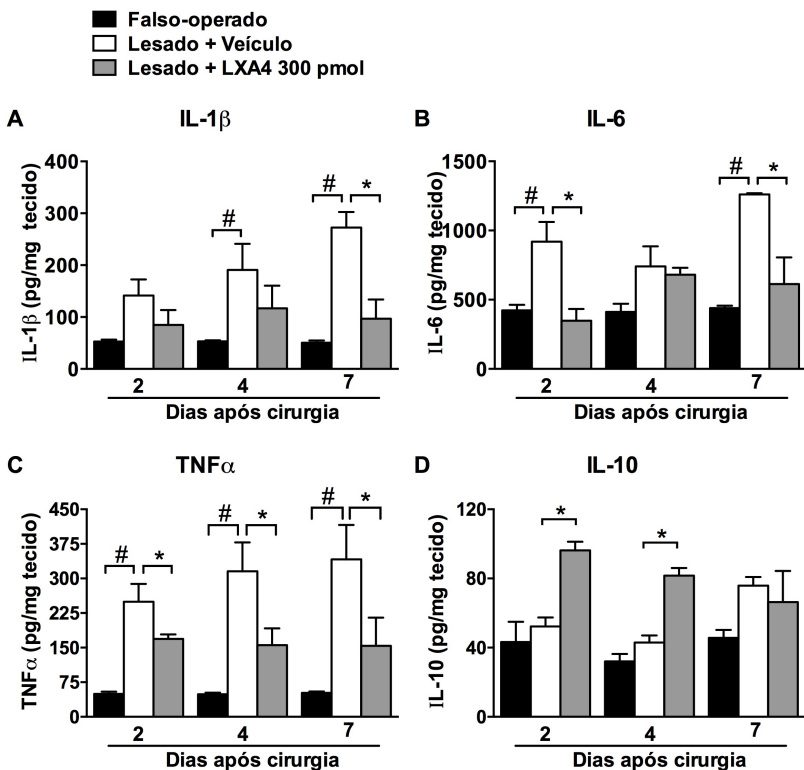 Falso-operado
Lesado + Veículo
Lesado + LXA4 300 pmol
A
IL-1β
IL-1β (pg/mg tecido)
400
300
200
100
0
#
#
#
*
2 4 7
Dias após cirurgia
B
IL-6
IL-6 (pg/mg tecido)
1500
1000
500
0
#
*
#
*
2 4 7
Dias após cirurgia
C
TNFα
TNFα (pg/mg tecido)
450
375
300
225
150
75
0
#
*
#
*
#
*
2 4 7
Dias após cirurgia
D
IL-10
IL-10 (pg/mg tecido)
120
80
40
0
*
*
2 4 7
Dias após cirurgia